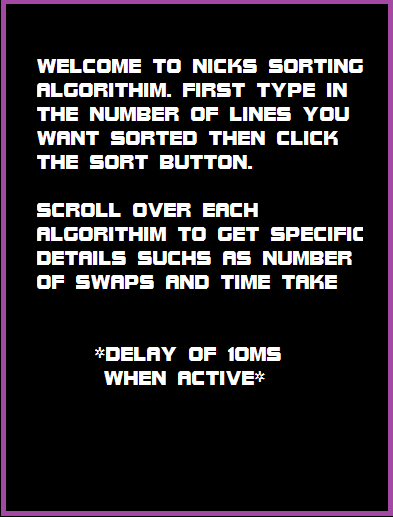 WELCOME TO NICKS SORTING
ALGORITHIM. FIRST TYPE IN
THE NUMBER OF LINES YOU
WANT SORTED THEN CLICK
THE SORT BUTTON.
SCROLL OVER EACH
ALGORITHIM TO GET SPECIFIC
DETAILS SUCHS AS NUMBER
OF SWAPS AND TIME TAKE
*DELAY OF 10MS
WHEN ACTIVE*